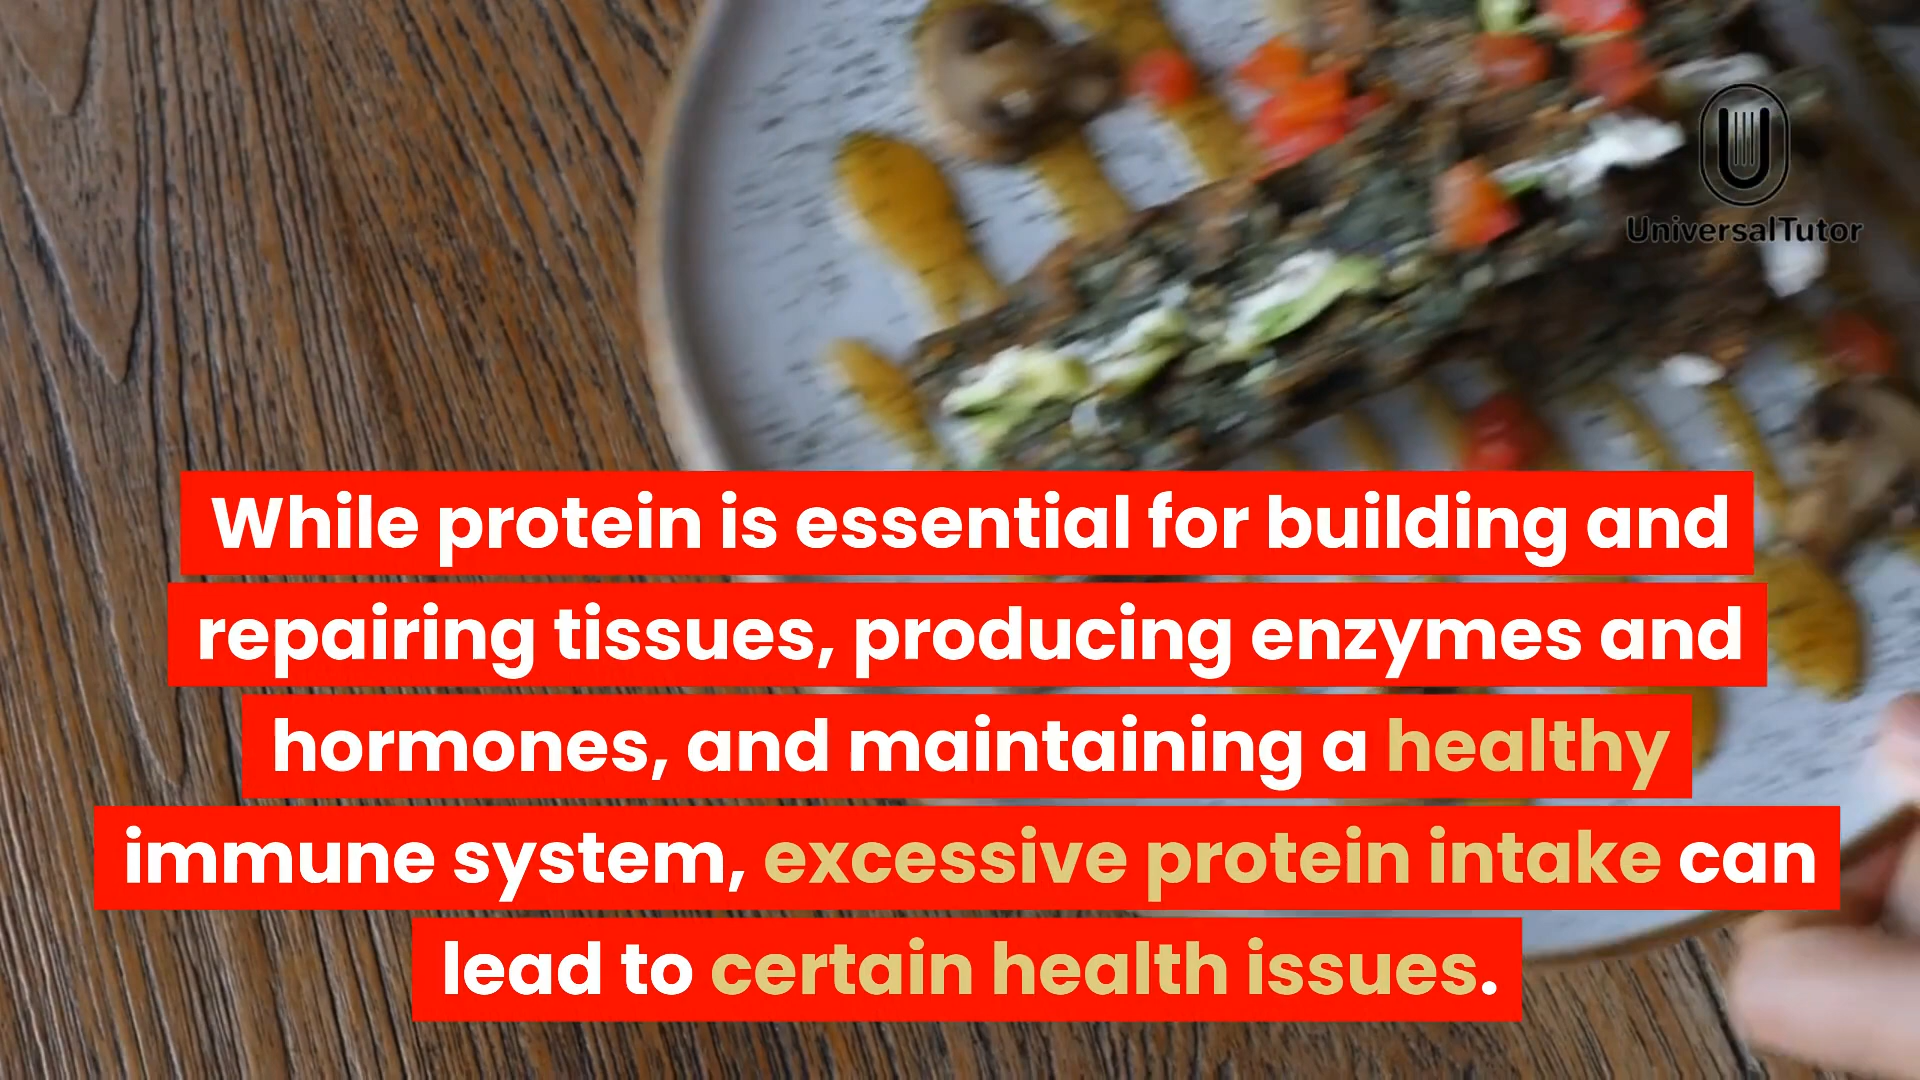 UniversalTutor
While protein is essential for building and
repairing tissues, producing enzymes and
hormones, and maintaining a healthy
immune system, excessive protein intake can
lead to certain health issues.